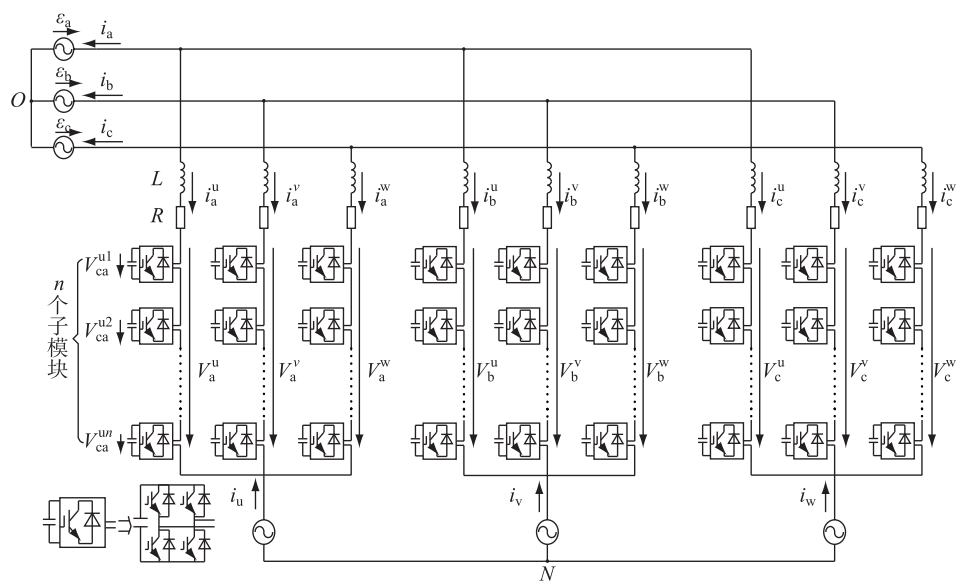 ε_a i_a
O ε_b i_b
ε_c i_c
L i_a^u i_a^v i_a^w i_b^u i_b^v i_b^w i_c^u i_c^v i_c^w
R
n个子模块
V_ca^u1
V_ca^u2
V_a^u V_a^v V_a^w V_b^u V_b^v V_b^w V_c^u V_c^v V_c^w
V_ca^un
i_u i_v i_w
N